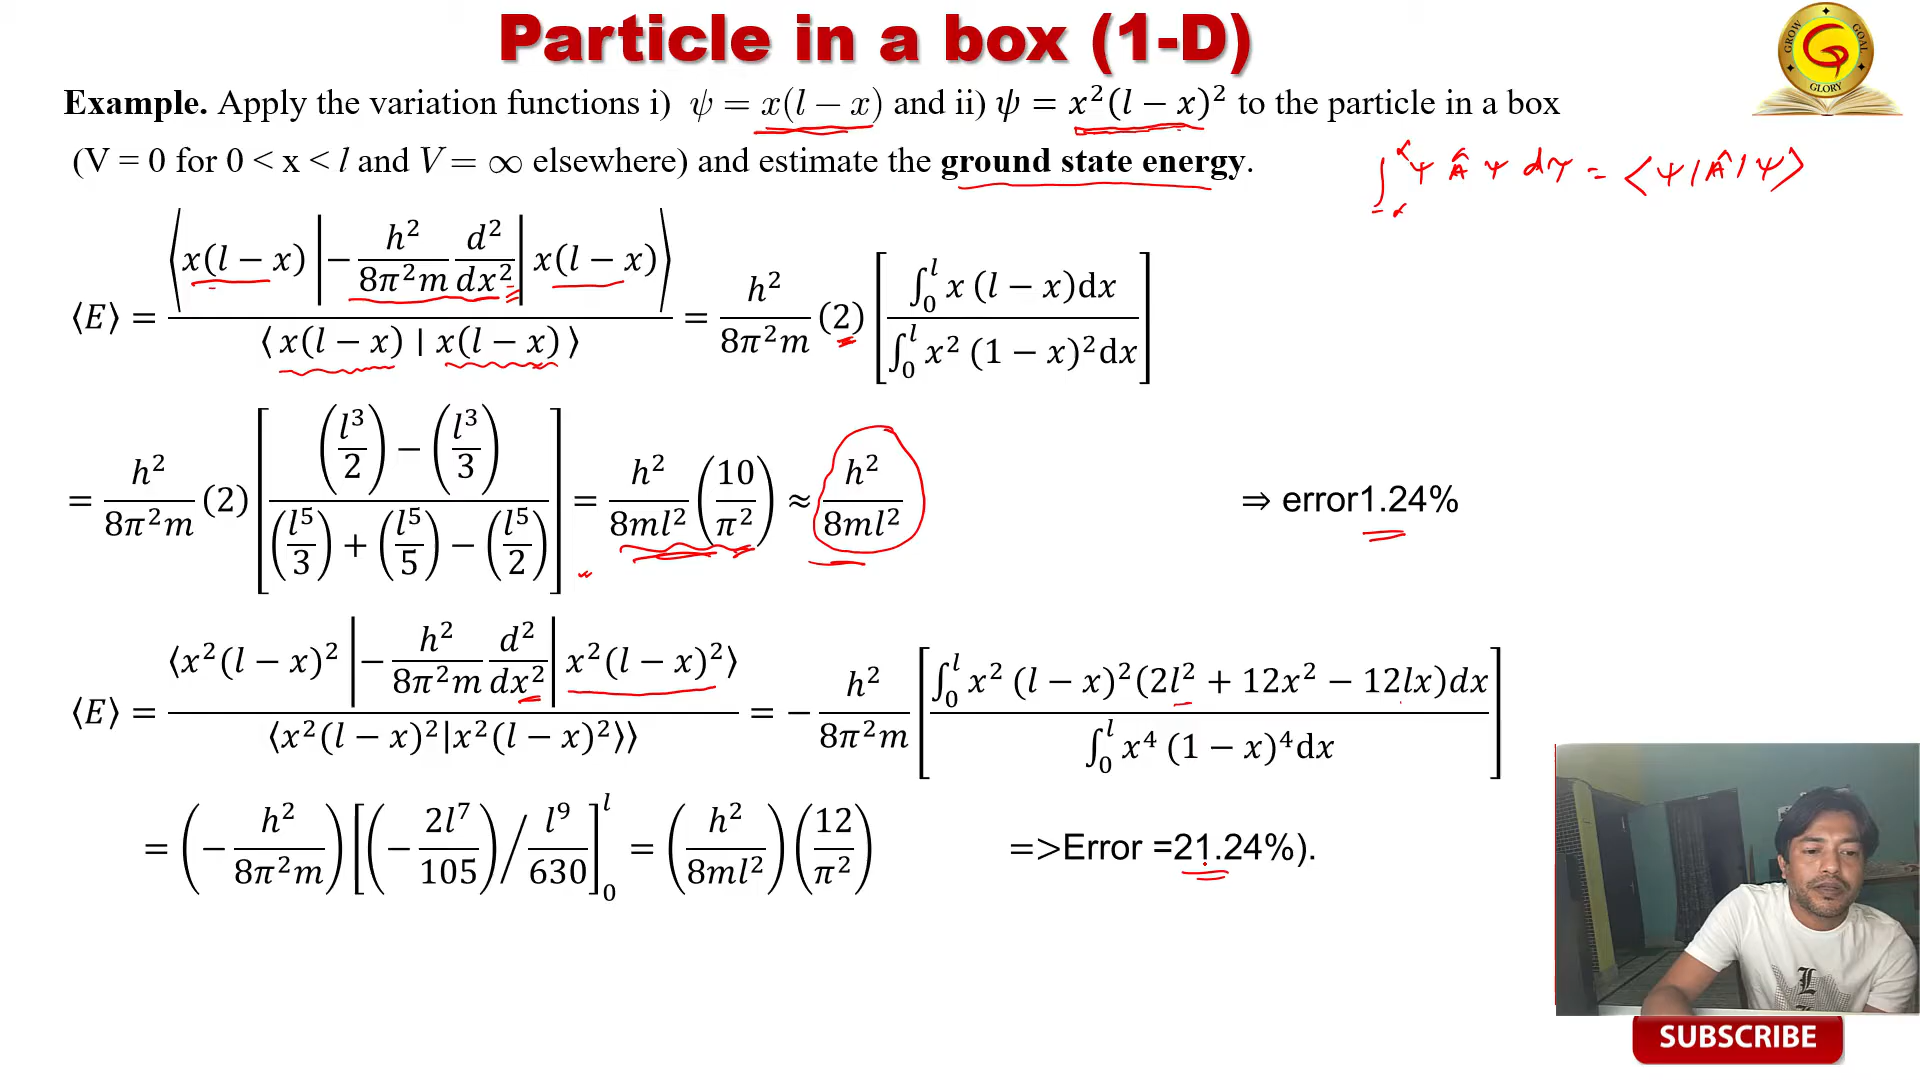 Particle in a box (1-D)
GROW GOAL
GLORY
Example. Apply the variation functions i) ψ = x(l − x) and ii) ψ = x²(l − x)² to the particle in a box
(V = 0 for 0 < x < l and V = ∞ elsewhere) and estimate the ground state energy.
∫₋∝^∝ ψ Â ψ dτ = ⟨ψ/Â/ψ⟩
⟨E⟩ = ⟨x(l − x) | −h²/8π²m d²/dx² | x(l − x)⟩ / ⟨ x(l − x) | x(l − x) ⟩ = h²/8π²m (2) [∫₀ˡ x (l − x)dx / ∫₀ˡ x² (1 − x)²dx]
= h²/8π²m (2) [(l³/2) − (l³/3) / (l⁵/3) + (l⁵/5) − (l⁵/2)] = h²/8ml² (10/π²) ≈ h²/8ml² ⇒ error1.24%
⟨E⟩ = ⟨x²(l − x)² | −h²/8π²m d²/dx² | x²(l − x)²⟩ / ⟨x²(l − x)²|x²(l − x)²⟩⟩ = − h²/8π²m [∫₀ˡ x² (l − x)²(2l² + 12x² − 12lx)dx / ∫₀ˡ x⁴ (1 − x)⁴dx]
= (− h²/8π²m) [(− 2l⁷/105) / l⁹/630]₀ˡ = (h²/8ml²) (12/π²) =>Error =21.24%).
L
SUBSCRIBE